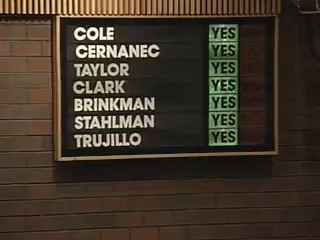 COLE YES
CERNANEC YES
TAYLOR YES
CLARK YES
BRINKMAN YES
STAHLMAN YES
TRUJILLO YES